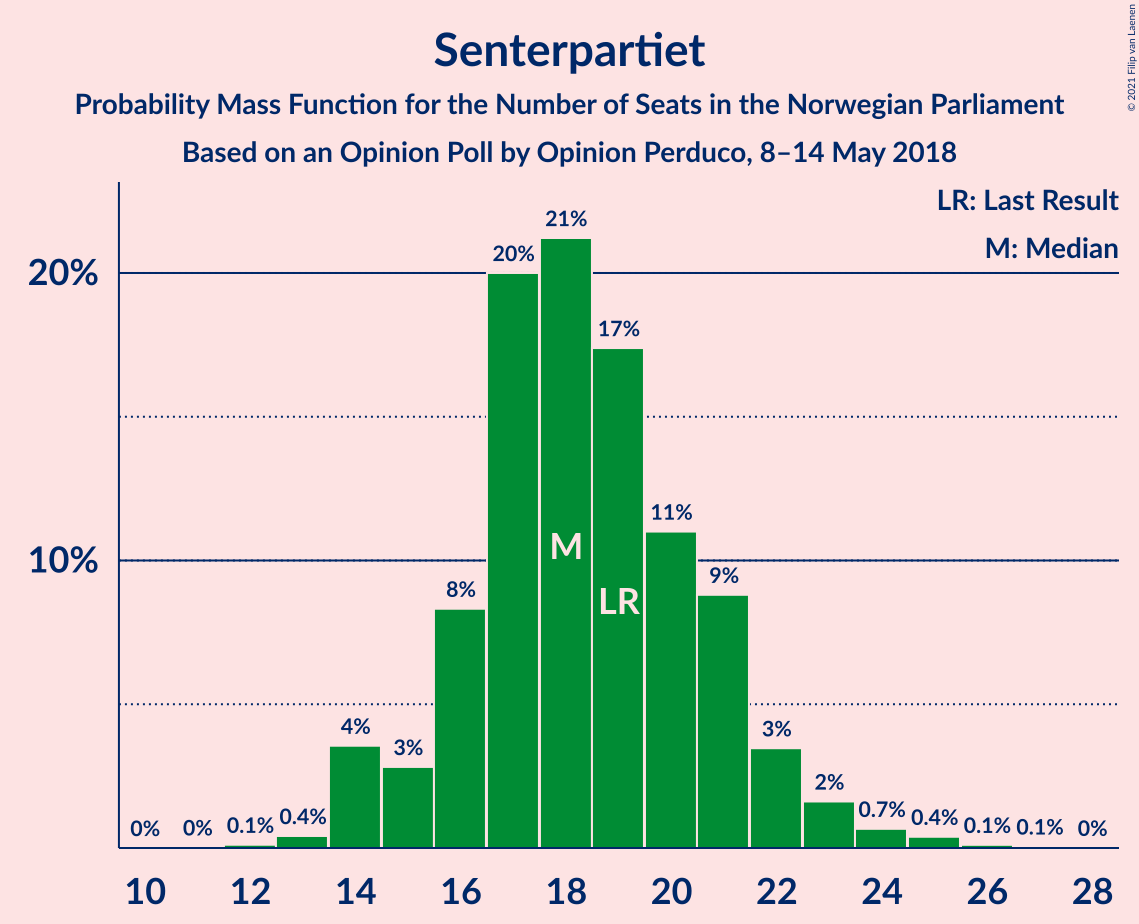 Senterpartiet
Probability Mass Function for the Number of Seats in the Norwegian Parliament
Based on an Opinion Poll by Opinion Perduco, 8–14 May 2018
© 2021 Filip van Laenen
LR: Last Result
M: Median
20%
10%
0%
0%
0.1%
0.4%
4%
3%
8%
20%
21%
17%
11%
9%
3%
2%
0.7%
0.4%
0.1%
0.1%
0%
M
LR
10 12 14 16 18 20 22 24 26 28